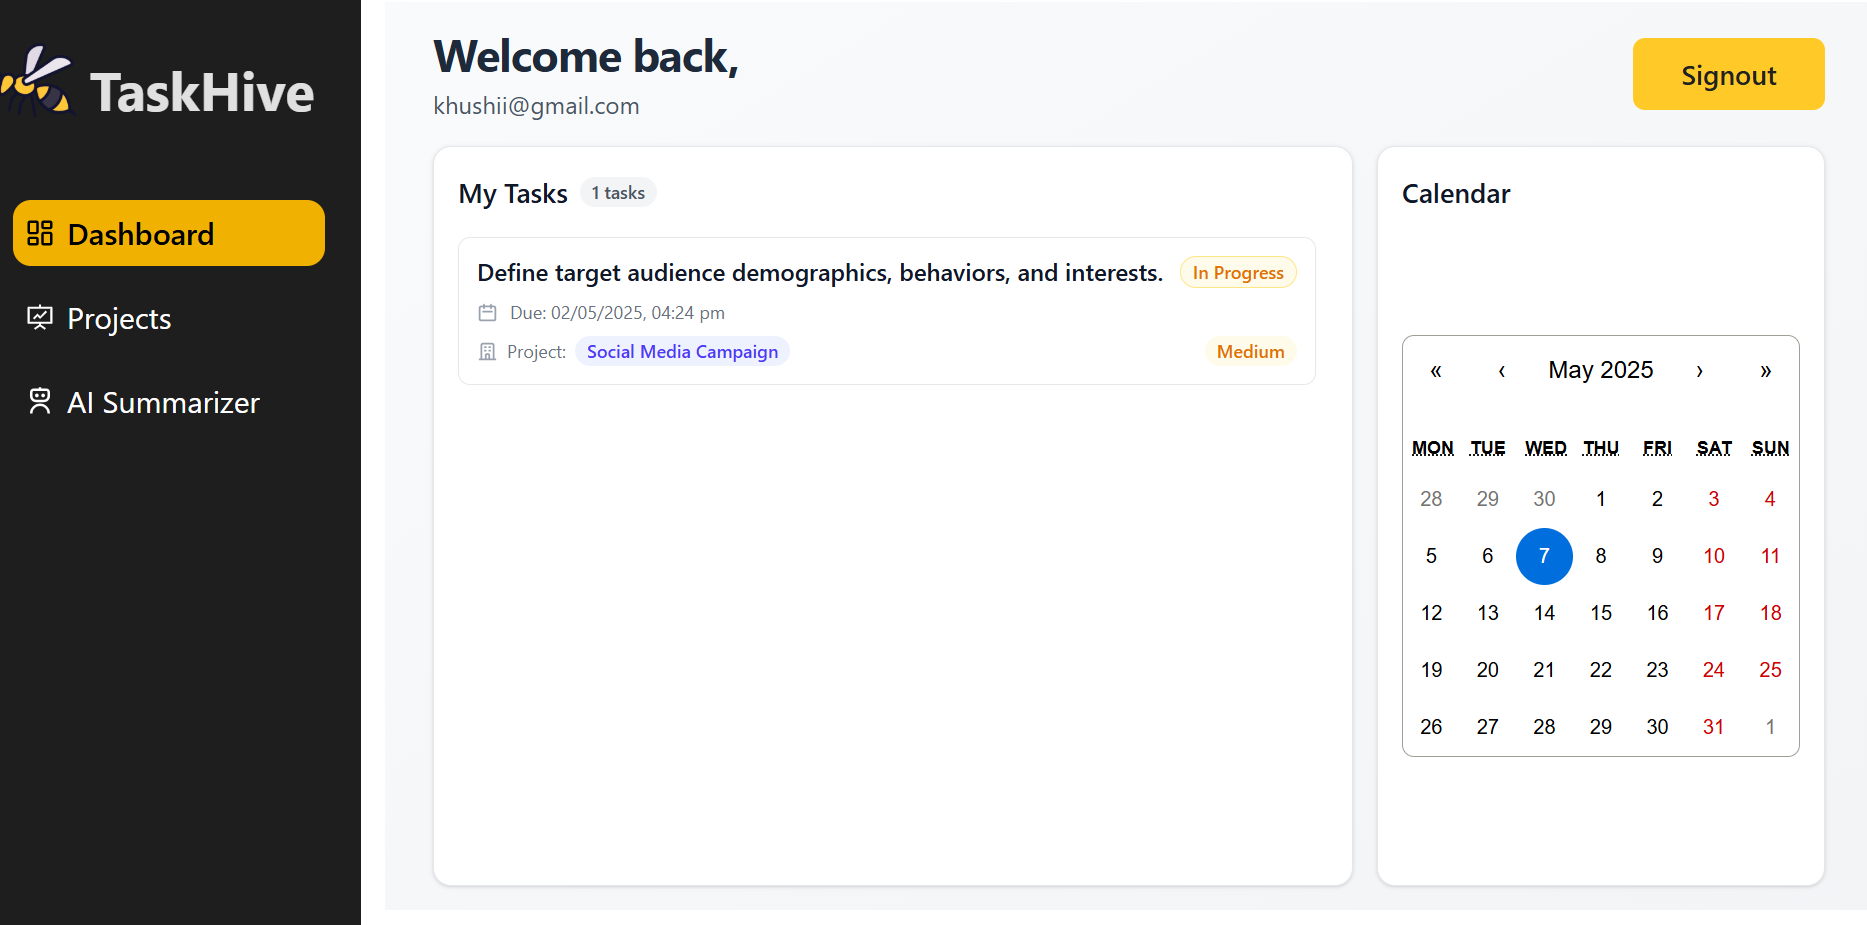 TaskHive
Dashboard
Projects
AI Summarizer
Welcome back,
khushii@gmail.com
Signout
My Tasks 1 tasks
Define target audience demographics, behaviors, and interests. In Progress
Due: 02/05/2025, 04:24 pm
Project: Social Media Campaign Medium
Calendar
« ‹ May 2025 › »
MON TUE WED THU FRI SAT SUN
28 29 30 1 2 3 4
5 6 7 8 9 10 11
12 13 14 15 16 17 18
19 20 21 22 23 24 25
26 27 28 29 30 31 1